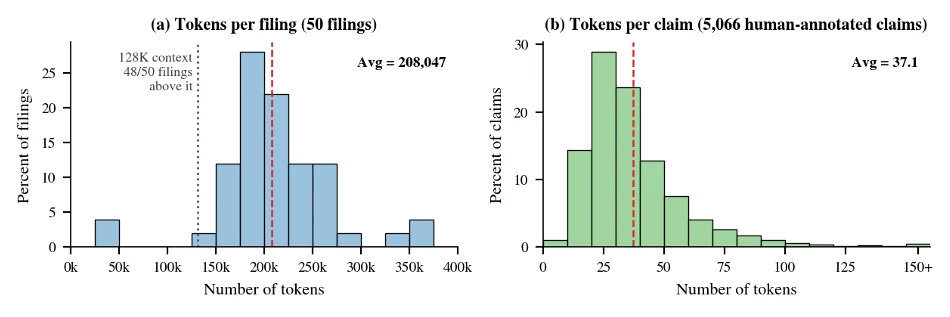 (a) Tokens per filing (50 filings)
128K context
48/50 filings
above it
Avg = 208,047
Percent of filings
25
20
15
10
5
0
0k 50k 100k 150k 200k 250k 300k 350k 400k
Number of tokens
(b) Tokens per claim (5,066 human-annotated claims)
Avg = 37.1
Percent of claims
30
20
10
0
0 25 50 75 100 125 150+
Number of tokens